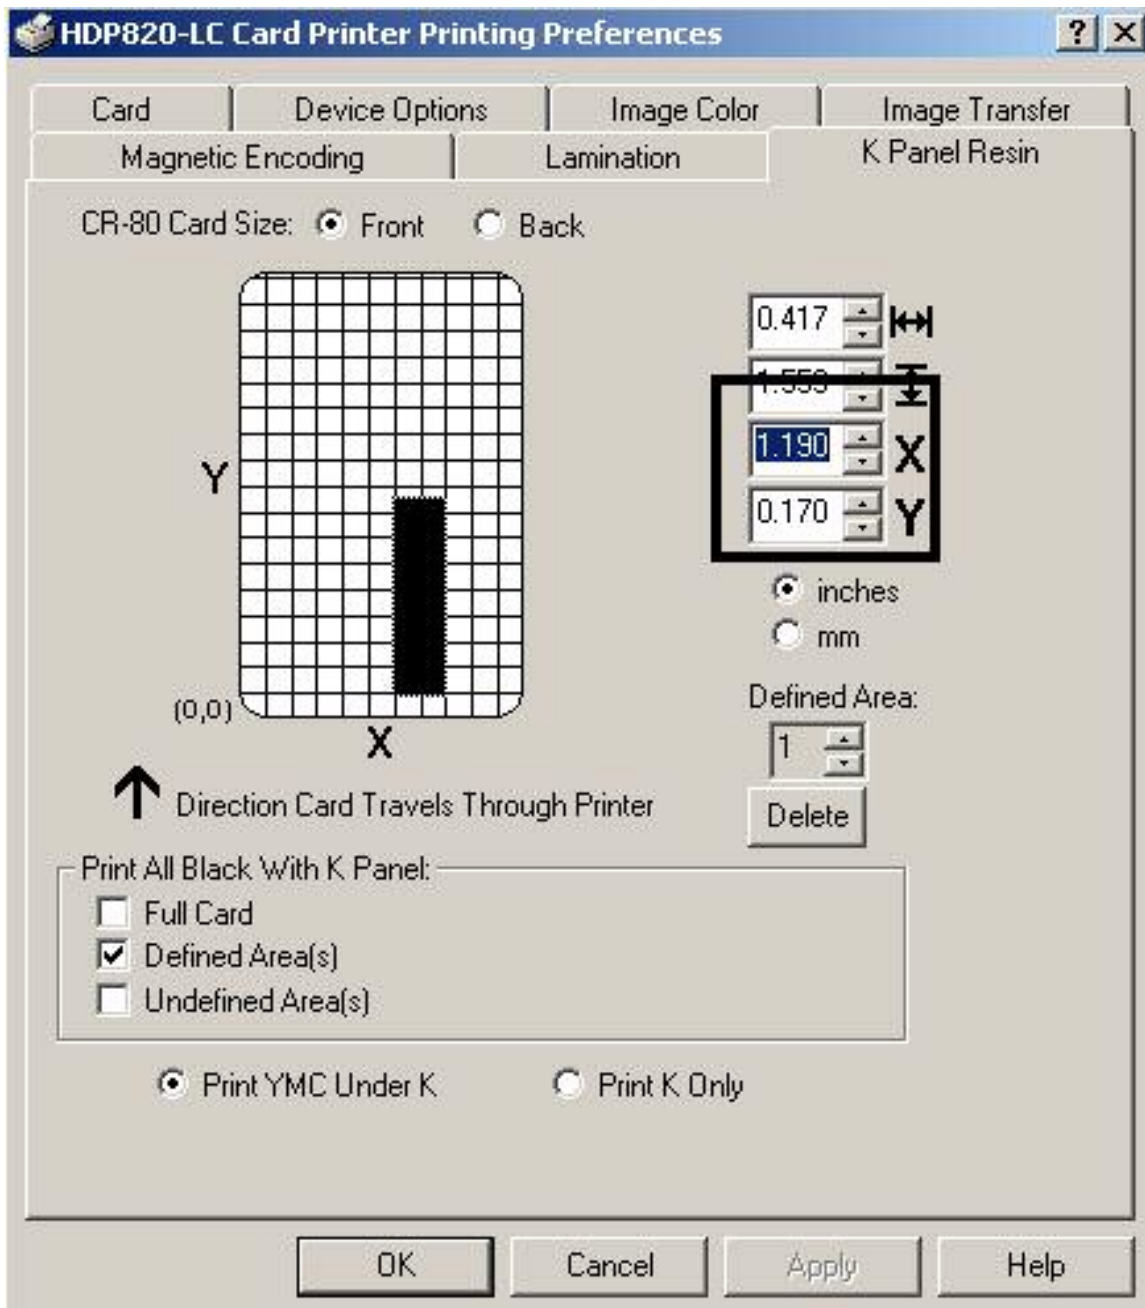 HDP820-LC Card Printer Printing Preferences
Card Device Options Image Color Image Transfer
Magnetic Encoding Lamination K Panel Resin
CR-80 Card Size: Front Back
0.417
1.553
1.190 X
0.170 Y
Y
inches
mm
(0,0)
X
Defined Area:
1
Direction Card Travels Through Printer
Delete
Print All Black With K Panel:
Full Card
Defined Area(s)
Undefined Area(s)
Print YMC Under K Print K Only
OK Cancel Apply Help